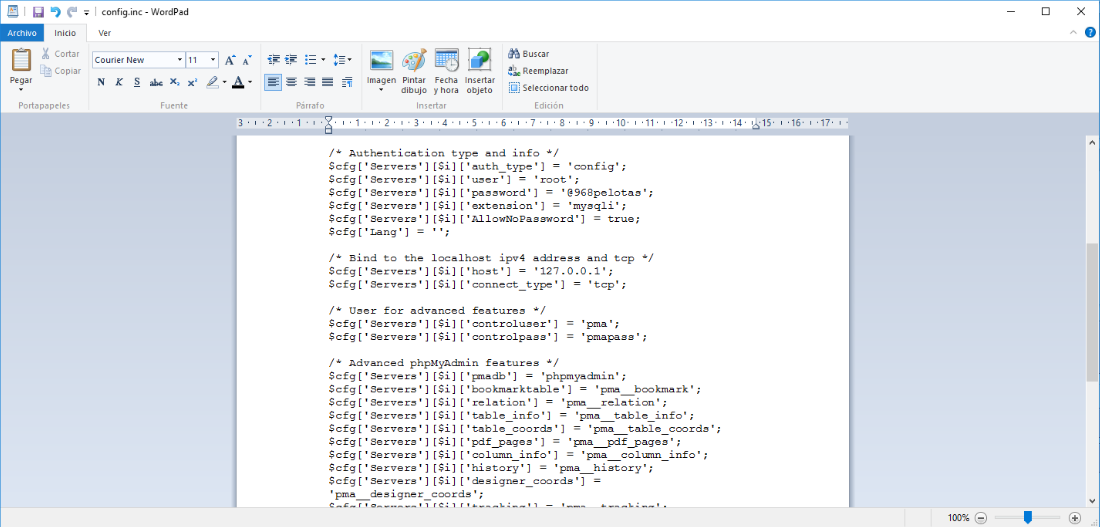 config.inc - WordPad
Archivo Inicio Ver
Pegar
Cortar
Copiar
Portapapeles
Courier New 11
N K S abc X₂ X² A
Fuente
Párrafo
Imagen
Pintar dibujo
Fecha y hora
Insertar objeto
Insertar
Buscar
Reemplazar
Seleccionar todo
Edición
3 2 1 1 2 3 4 5 6 7 8 9 10 11 12 13 14 15 16 17
/* Authentication type and info */
$cfg['Servers'][$i]['auth_type'] = 'config';
$cfg['Servers'][$i]['user'] = 'root';
$cfg['Servers'][$i]['password'] = '@968pelotas';
$cfg['Servers'][$i]['extension'] = 'mysqli';
$cfg['Servers'][$i]['AllowNoPassword'] = true;
$cfg['Lang'] = '';
/* Bind to the localhost ipv4 address and tcp */
$cfg['Servers'][$i]['host'] = '127.0.0.1';
$cfg['Servers'][$i]['connect_type'] = 'tcp';
/* User for advanced features */
$cfg['Servers'][$i]['controluser'] = 'pma';
$cfg['Servers'][$i]['controlpass'] = 'pmapass';
/* Advanced phpMyAdmin features */
$cfg['Servers'][$i]['pmadb'] = 'phpmyadmin';
$cfg['Servers'][$i]['bookmarktable'] = 'pma__bookmark';
$cfg['Servers'][$i]['relation'] = 'pma__relation';
$cfg['Servers'][$i]['table_info'] = 'pma__table_info';
$cfg['Servers'][$i]['table_coords'] = 'pma__table_coords';
$cfg['Servers'][$i]['pdf_pages'] = 'pma__pdf_pages';
$cfg['Servers'][$i]['column_info'] = 'pma__column_info';
$cfg['Servers'][$i]['history'] = 'pma__history';
$cfg['Servers'][$i]['designer_coords'] =
'pma__designer_coords';
$cfg['Servers'][$i]['tracking'] = 'pma__tracking';
100%